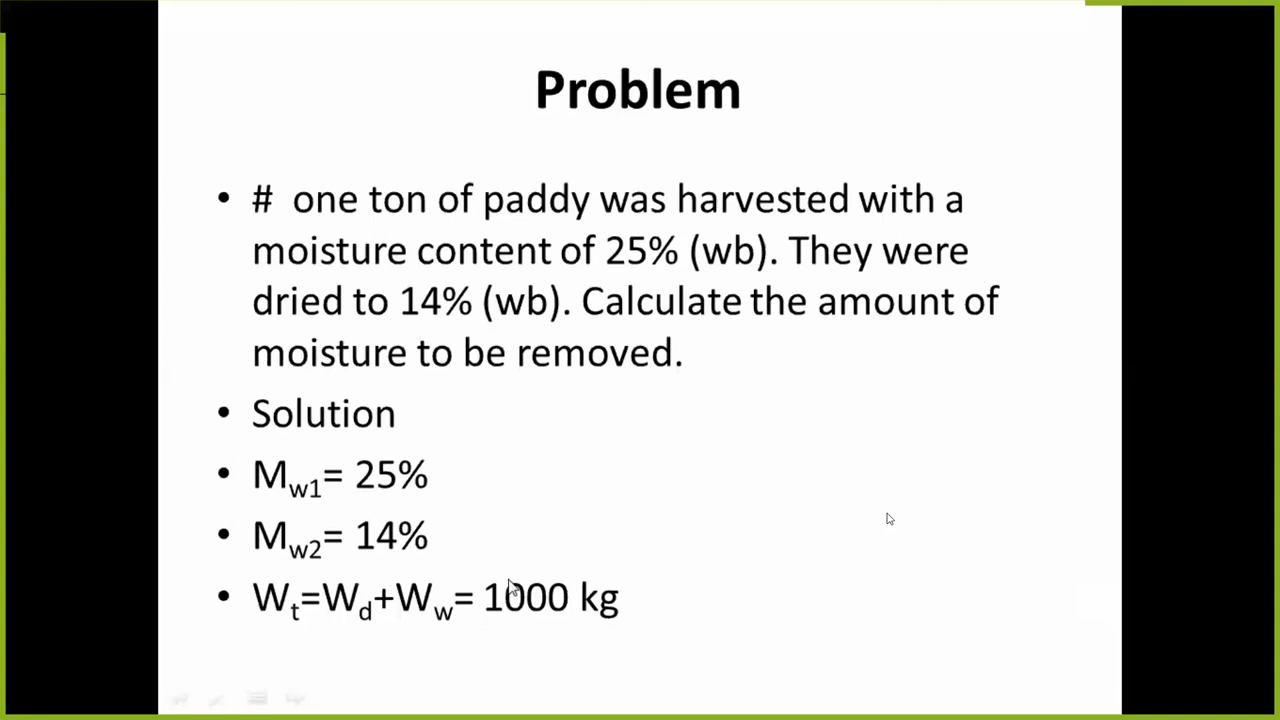 Problem
• # one ton of paddy was harvested with a
moisture content of 25% (wb). They were
dried to 14% (wb). Calculate the amount of
moisture to be removed.
• Solution
• Mw1= 25%
• Mw2= 14%
• Wt=Wd+Ww= 1000 kg